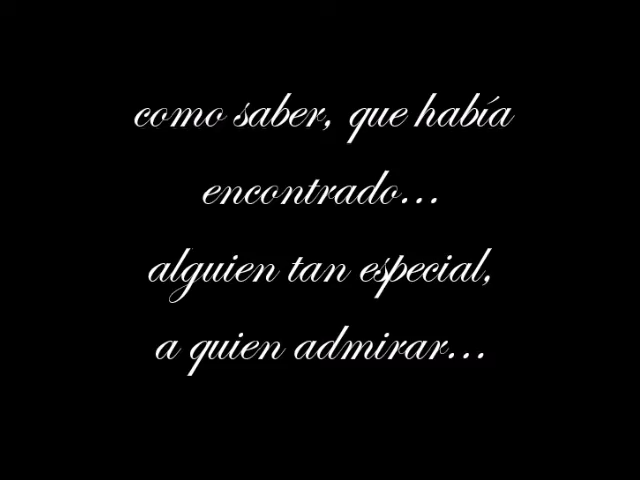 como saber, que había
encontrado...
alguien tan especial,
a quien admirar...